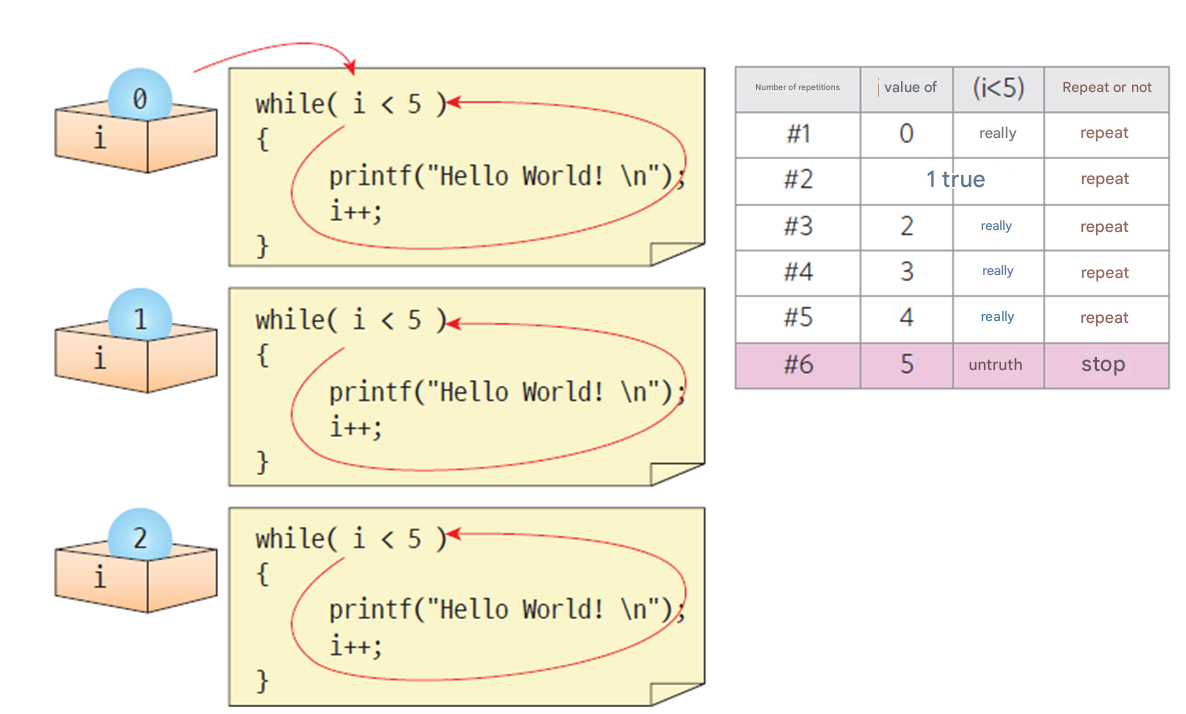 0
i
while( i < 5 )
{
printf("Hello World! \n");
i++;
}
1
i
while( i < 5 )
{
printf("Hello World! \n");
i++;
}
2
i
while( i < 5 )
{
printf("Hello World! \n");
i++;
}
Number of repetitions i value of (i<5) Repeat or not
#1 0 really repeat
#2 1 true repeat
#3 2 really repeat
#4 3 really repeat
#5 4 really repeat
#6 5 untruth stop